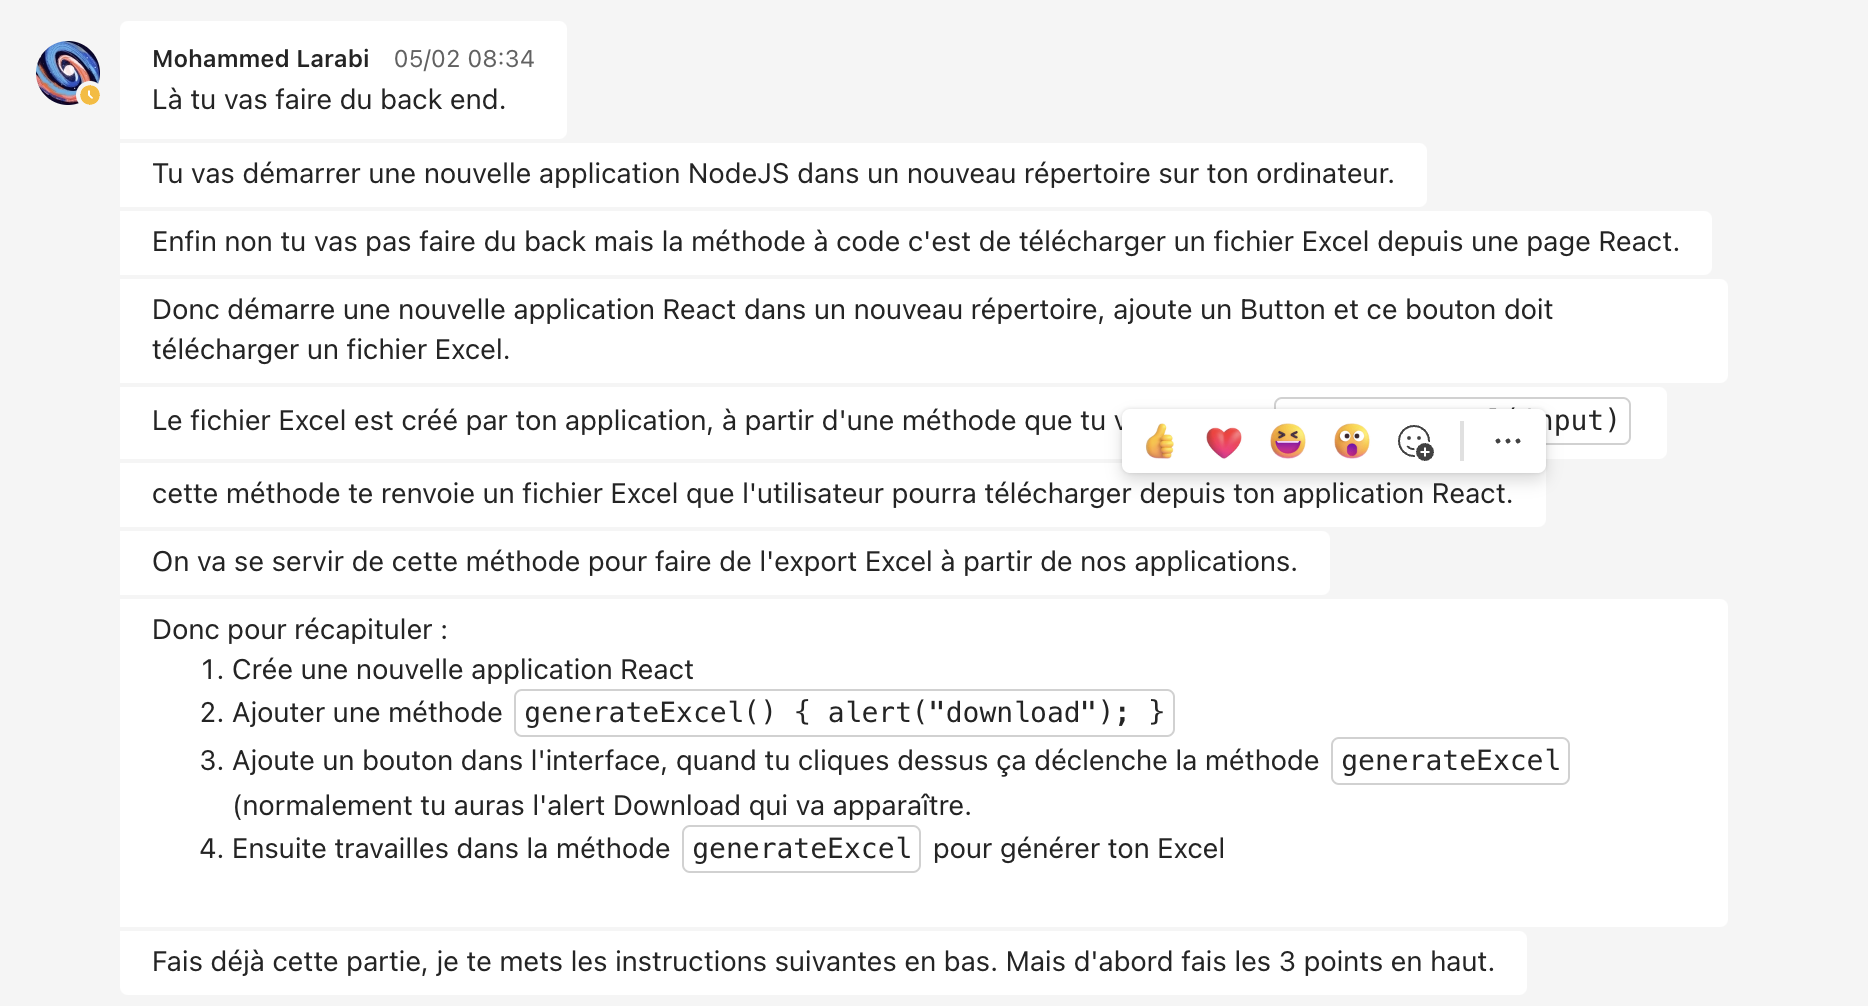 Mohammed Larabi 05/02 08:34
Là tu vas faire du back end.
Tu vas démarrer une nouvelle application NodeJS dans un nouveau répertoire sur ton ordinateur.
Enfin non tu vas pas faire du back mais la méthode à code c'est de télécharger un fichier Excel depuis une page React.
Donc démarre une nouvelle application React dans un nouveau répertoire, ajoute un Button et ce bouton doit
télécharger un fichier Excel.
Le fichier Excel est créé par ton application, à partir d'une méthode que tu
cette méthode te renvoie un fichier Excel que l'utilisateur pourra télécharger depuis ton application React.
On va se servir de cette méthode pour faire de l'export Excel à partir de nos applications.
Donc pour récapituler :
1. Crée une nouvelle application React
2. Ajouter une méthode generateExcel() { alert("download"); }
3. Ajoute un bouton dans l'interface, quand tu cliques dessus ça déclenche la méthode generateExcel
(normalement tu auras l'alert Download qui va apparaître.
4. Ensuite travailles dans la méthode generateExcel pour générer ton Excel
Fais déjà cette partie, je te mets les instructions suivantes en bas. Mais d'abord fais les 3 points en haut.